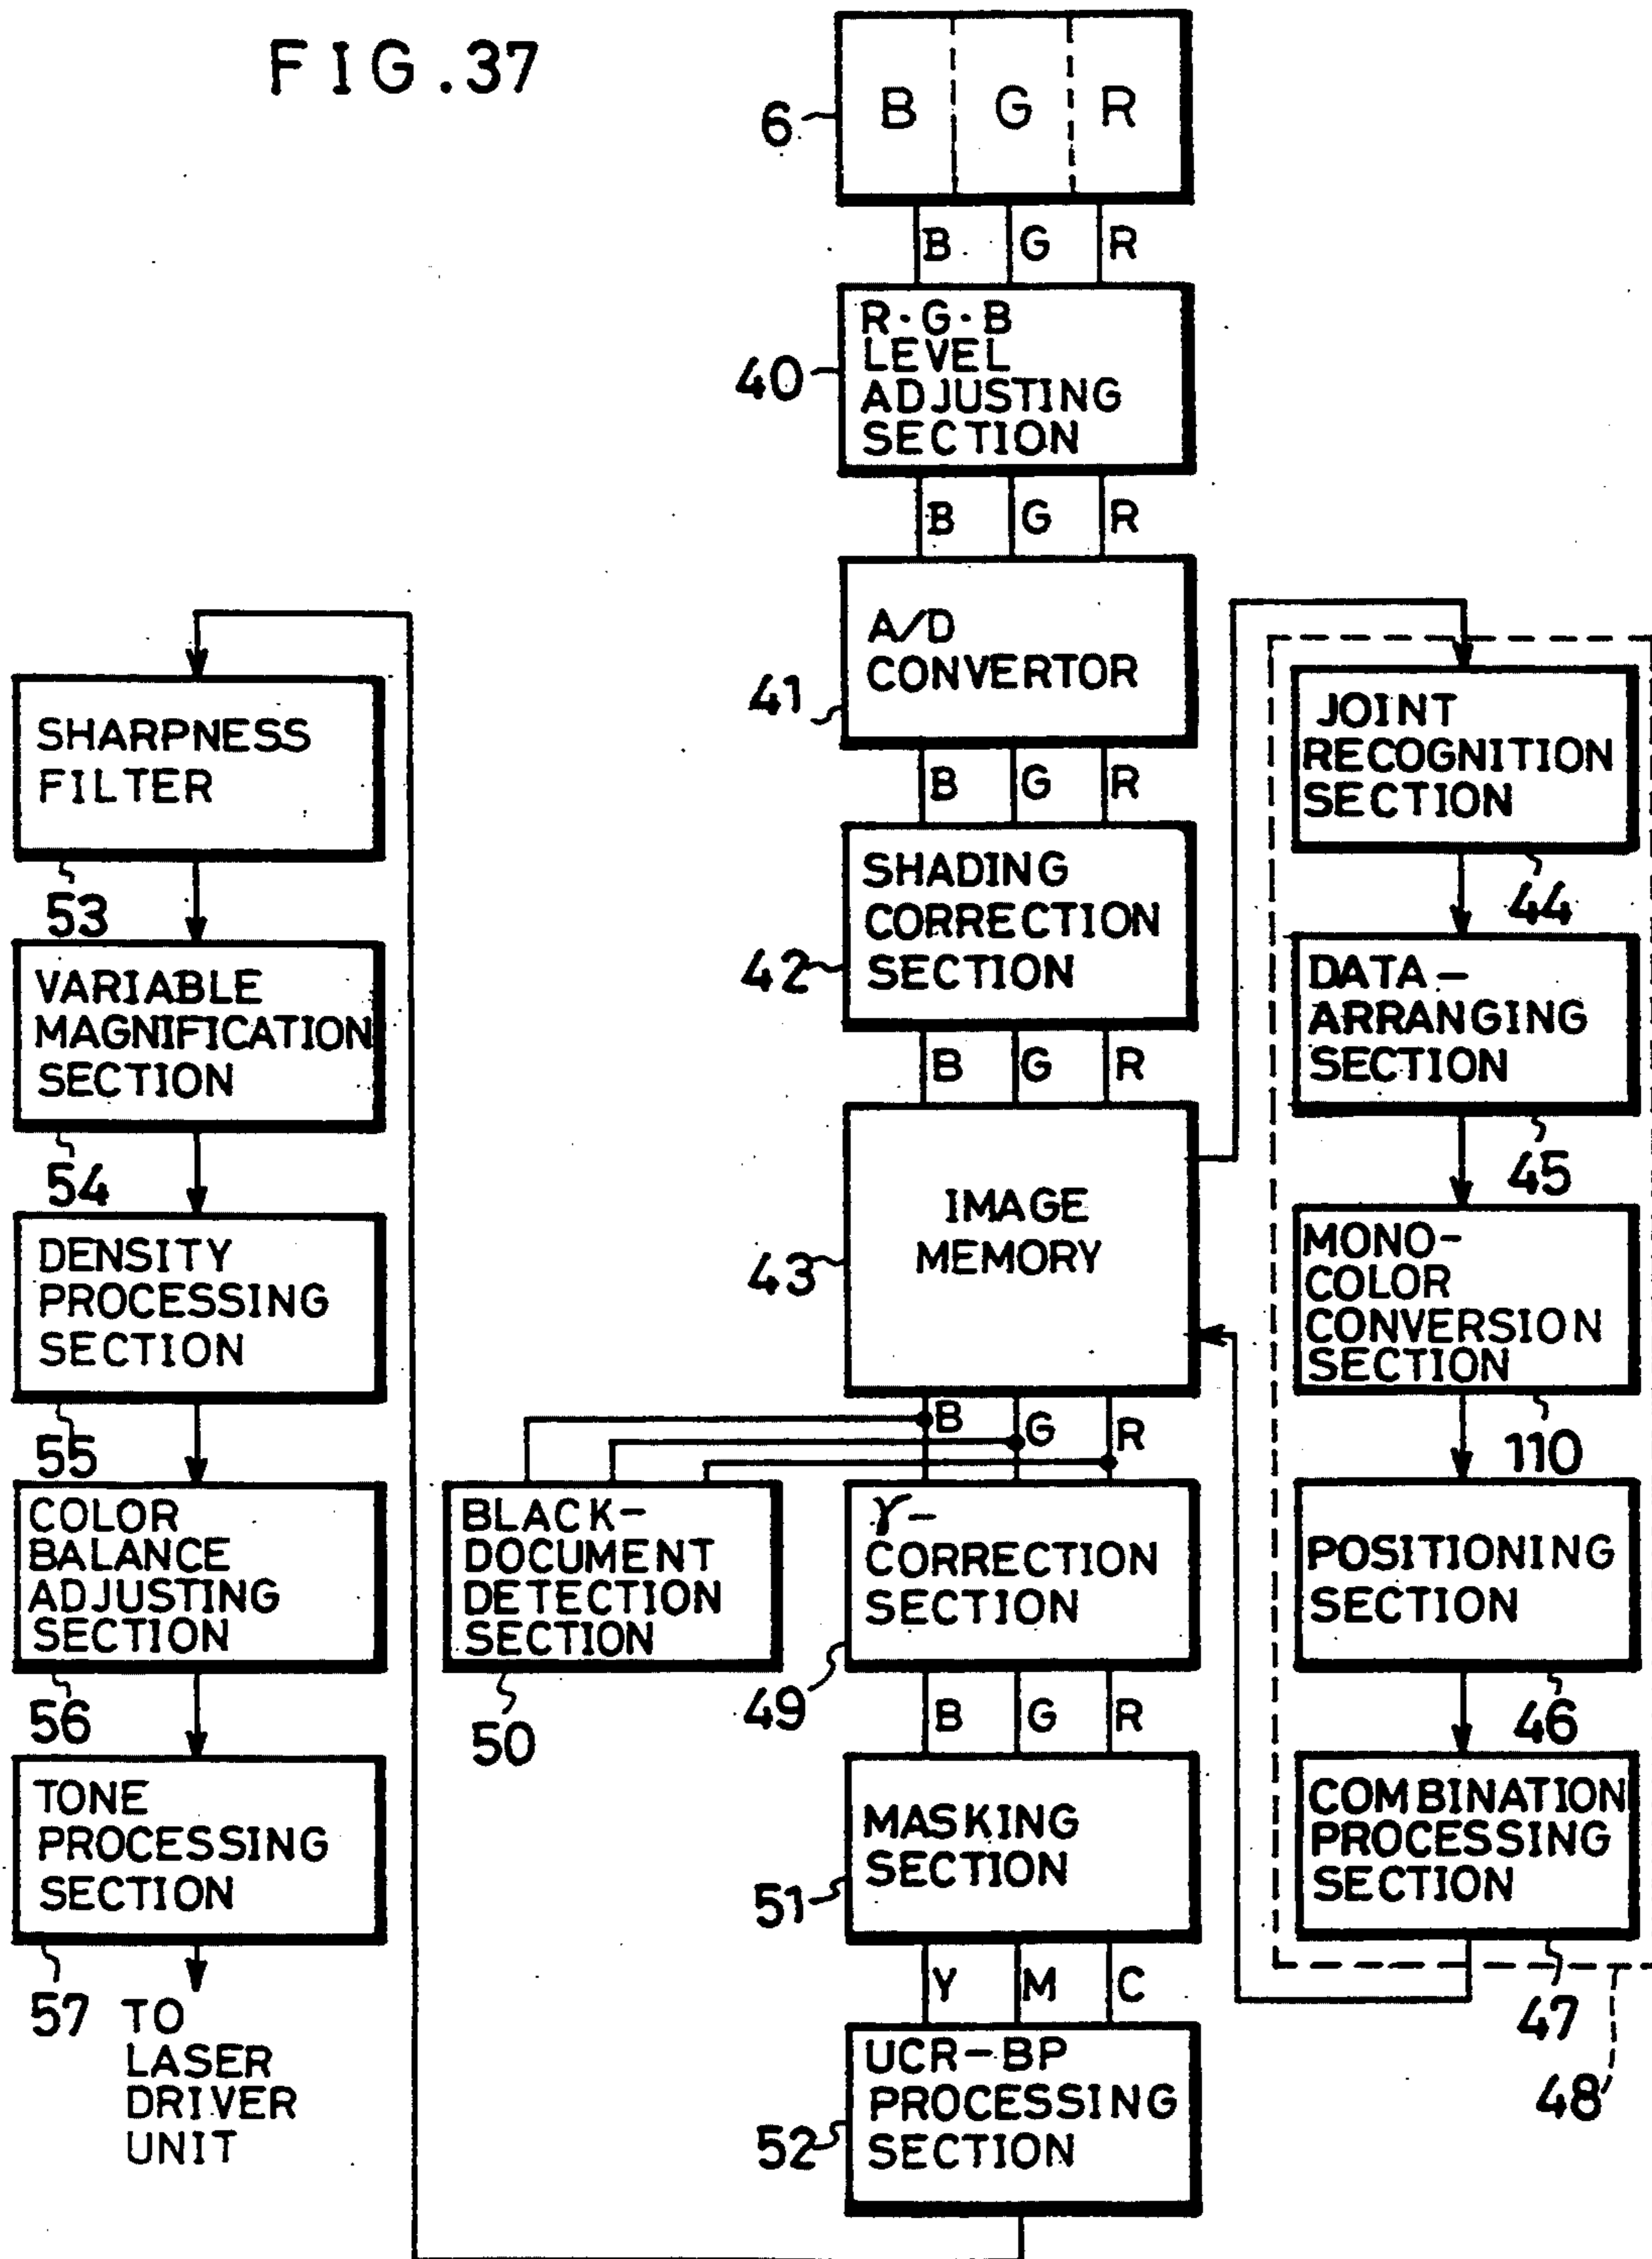 FIG.37
6
B G R
B G R
40
R·G·B
LEVEL
ADJUSTING
SECTION
B G R
41
A/D
CONVERTOR
B G R
42
SHADING
CORRECTION
SECTION
B G R
43
IMAGE
MEMORY
B G R
BLACK-
DOCUMENT
DETECTION
SECTION
50
γ-
CORRECTION
SECTION
49
B G R
MASKING
SECTION
51
Y M C
UCR-BP
PROCESSING
SECTION
52
JOINT
RECOGNITION
SECTION
44
DATA-
ARRANGING
SECTION
45
MONO-
COLOR
CONVERSION
SECTION
110
POSITIONING
SECTION
46
COMBINATION
PROCESSING
SECTION
47
48
SHARPNESS
FILTER
53
VARIABLE
MAGNIFICATION
SECTION
54
DENSITY
PROCESSING
SECTION
55
COLOR
BALANCE
ADJUSTING
SECTION
56
TONE
PROCESSING
SECTION
57
TO
LASER
DRIVER
UNIT